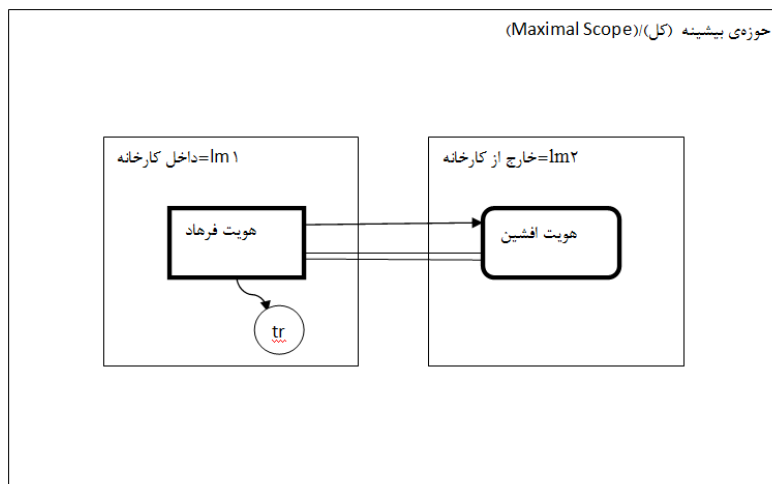 حوزه‌ی بیشینه (کل)/(Maximal Scope)
lm۱=داخل کارخانه
lm۲=خارج از کارخانه
هویت فرهاد
هویت افشین
tr